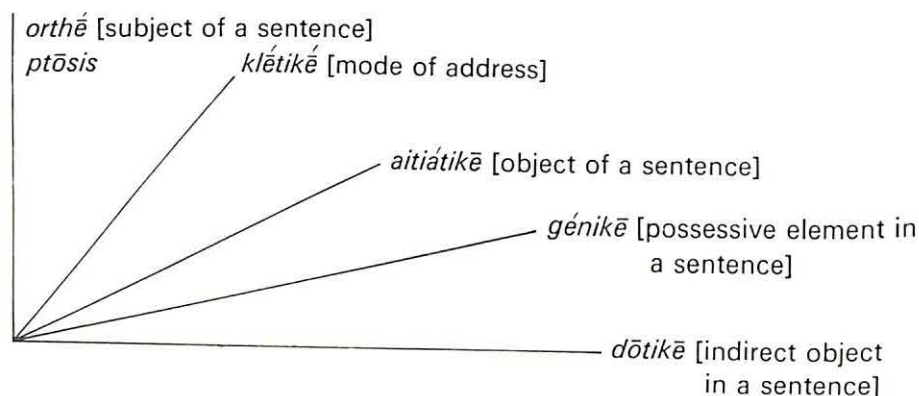 orthḗ [subject of a sentence]
ptōsis
klḗtikḗ [mode of address]
aitiátikē [object of a sentence]
génikē [possessive element in
a sentence]
dōtikē [indirect object
in a sentence]